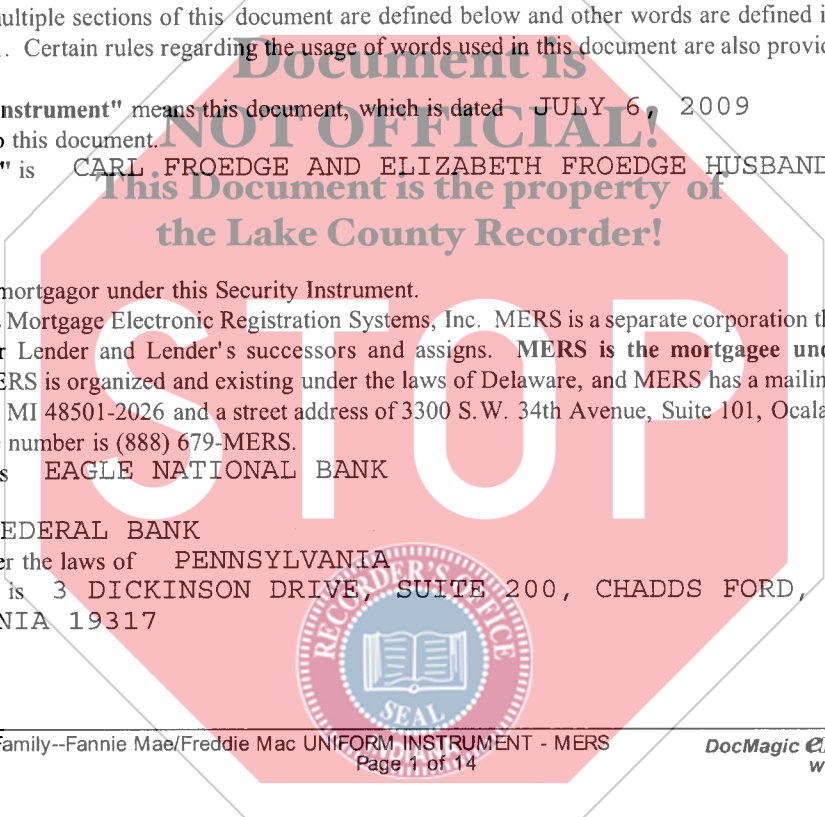 ultiple sections of this document are defined below and other words are defined i
. Certain rules regarding the usage of words used in this document are also provid
Document is
nstrument" means this document, which is dated JULY 6, 2009
NOT OFFICIAL!
o this document.
" is CARL FROEDGE AND ELIZABETH FROEDGE HUSBAND
This Document is the property of
the Lake County Recorder!
mortgagor under this Security Instrument.
Mortgage Electronic Registration Systems, Inc. MERS is a separate corporation th
r Lender and Lender's successors and assigns. MERS is the mortgagee und
ERS is organized and existing under the laws of Delaware, and MERS has a mailin
MI 48501-2026 and a street address of 3300 S.W. 34th Avenue, Suite 101, Ocala
number is (888) 679-MERS.
STOP
s EAGLE NATIONAL BANK
EDERAL BANK
er the laws of PENNSYLVANIA
is 3 DICKINSON DRIVE, SUITE 200, CHADDS FORD,
NIA 19317
RECORDER'S OFFICE
SEAL
INDIANA
Family--Fannie Mae/Freddie Mac UNIFORM INSTRUMENT - MERS
DocMagic
Page 1 of 14
w